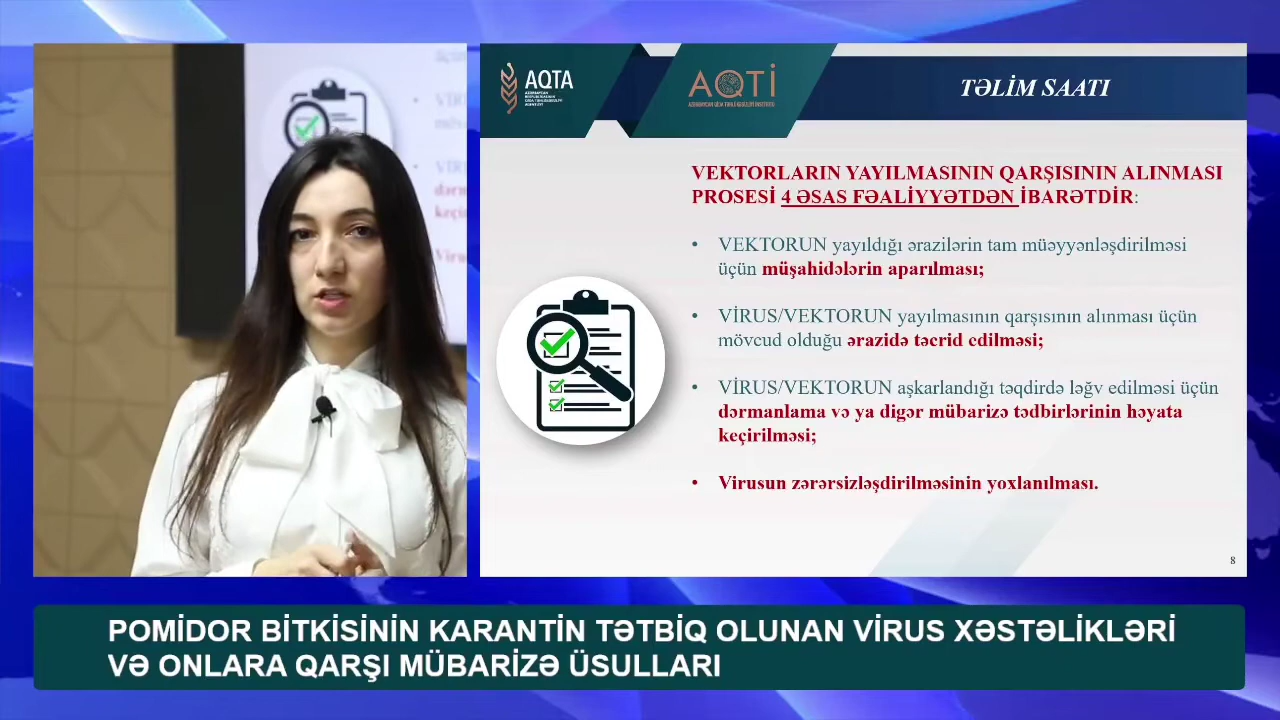 AQTA
AQTİ
TƏLİM SAATI
VEKTORLARIN YAYILMASININ QARŞISININ ALINMASI
PROSESİ 4 ƏSAS FƏALİYYƏTDƏN İBARƏTDİR:
• VEKTORUN yayıldığı ərazilərin tam müəyyənləşdirilməsi
üçün müşahidələrin aparılması;
• VİRUS/VEKTORUN yayılmasının qarşısının alınması üçün
mövcud olduğu ərazidə təcrid edilməsi;
• VİRUS/VEKTORUN aşkarlandığı təqdirdə ləğv edilməsi üçün
dərmanlama və ya digər mübarizə tədbirlərinin həyata
keçirilməsi;
• Virusun zərərsizləşdirilməsinin yoxlanılması.
8
POMİDOR BİTKİSİNİN KARANTİN TƏTBİQ OLUNAN VİRUS XƏSTƏLİKLƏRİ
VƏ ONLARA QARŞI MÜBARİZƏ ÜSULLARI